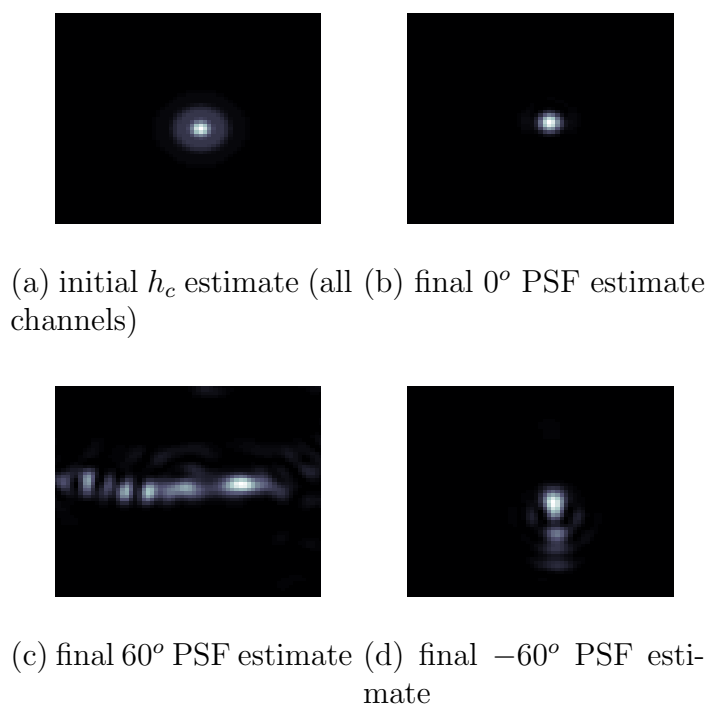 (a) initial h_c estimate (all
channels)
(b) final 0^o PSF estimate
(c) final 60^o PSF estimate
(d) final −60^o PSF esti-
mate